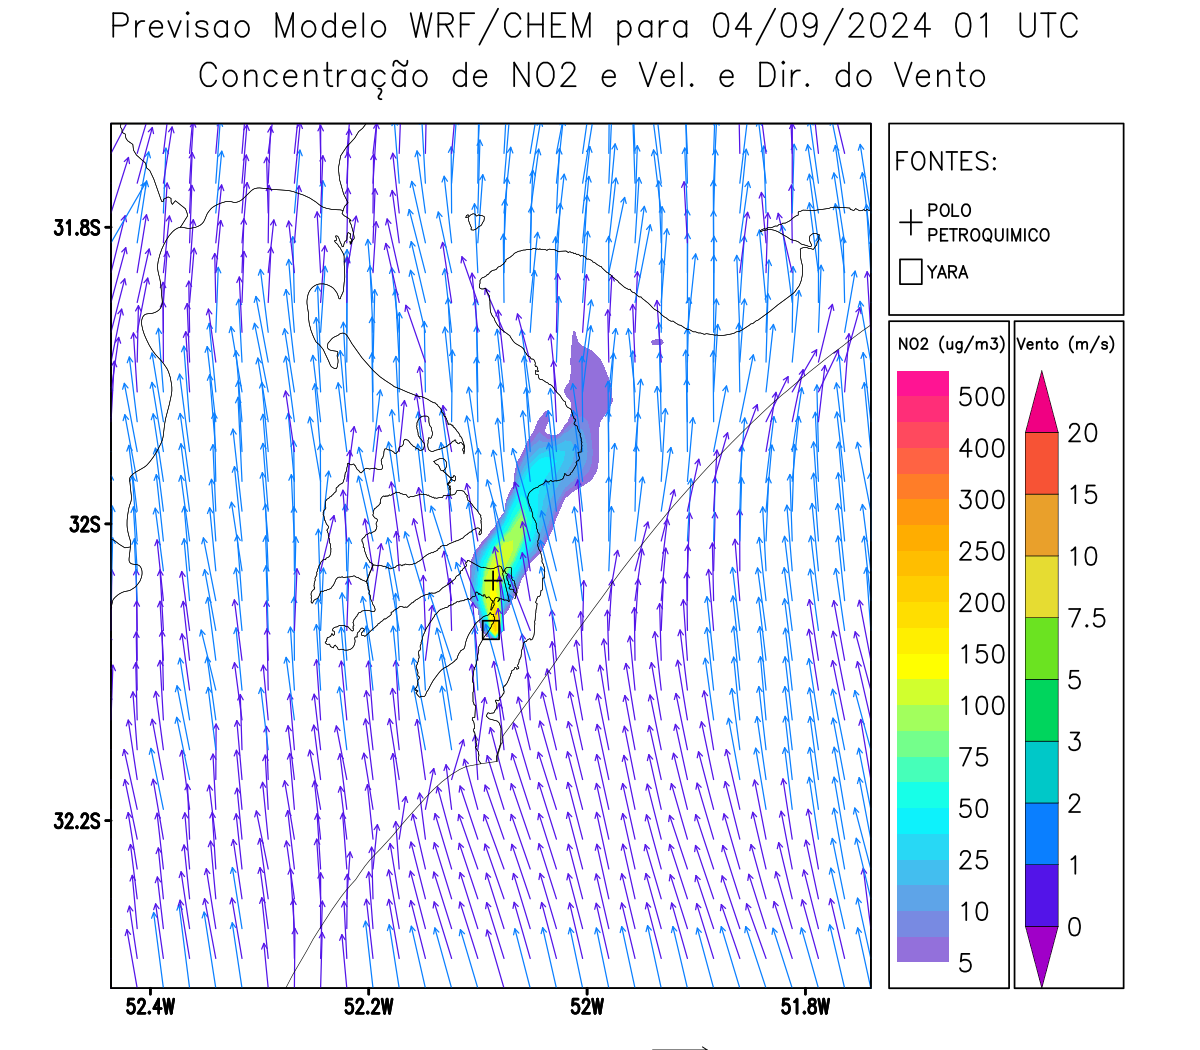 Previsao Modelo WRF/CHEM para 04/09/2024 01 UTC
Concentração de NO2 e Vel. e Dir. do Vento
FONTES:
POLO
PETROQUIMICO
YARA
NO2 (ug/m3)
500
400
300
250
200
150
100
75
50
25
10
5
Vento (m/s)
20
15
10
7.5
5
3
2
1
0
31.8S
32S
32.2S
52.4W
52.2W
52W
51.8W